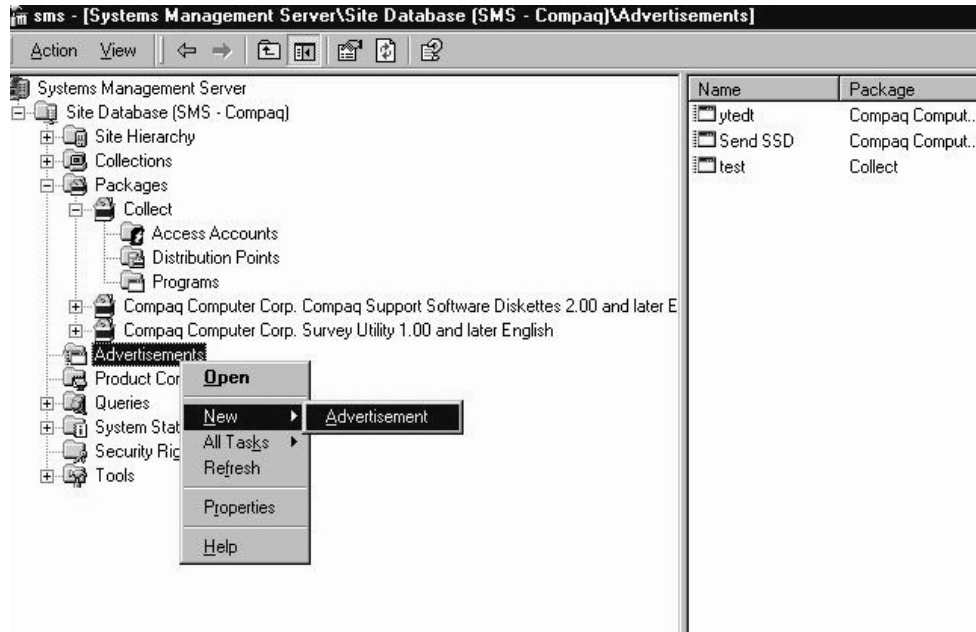 sms - [Systems Management Server\Site Database (SMS - Compaq)\Advertisements]
Action View
Systems Management Server
Site Database (SMS - Compaq)
Site Hierarchy
Collections
Packages
Collect
Access Accounts
Distribution Points
Programs
Compaq Computer Corp. Compaq Support Software Diskettes 2.00 and later E
Compaq Computer Corp. Survey Utility 1.00 and later English
Advertisements
Product Cor
Queries
System Stat
Security Rig
Tools
Open
New Advertisement
All Tasks
Refresh
Properties
Help
Name Package
ytedt Compaq Comput..
Send SSD Compaq Comput..
test Collect